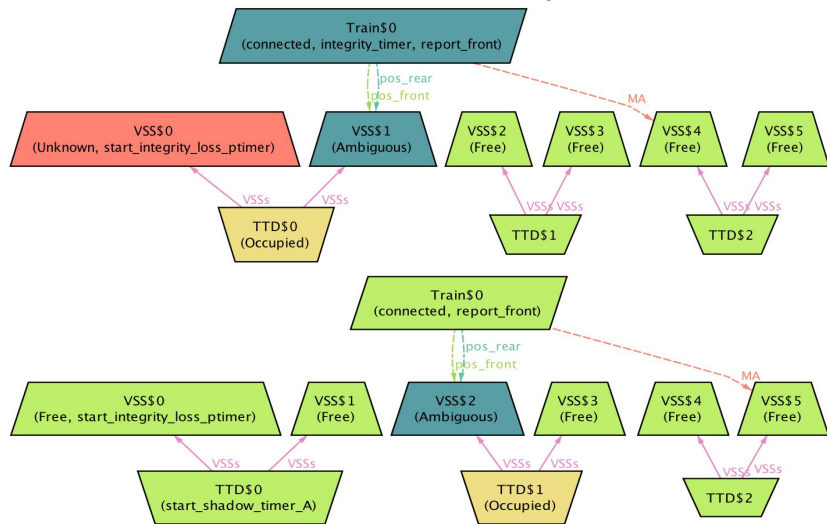 Train$0
(connected, integrity_timer, report_front)
pos_rear
pos_front
MA
VSS$0
(Unknown, start_integrity_loss_ptimer)
VSS$1
(Ambiguous)
VSS$2
(Free)
VSS$3
(Free)
VSS$4
(Free)
VSS$5
(Free)
VSSs VSSs VSSs VSSs VSSs VSSs
TTD$0
(Occupied)
TTD$1
TTD$2
Train$0
(connected, report_front)
pos_rear
pos_front
MA
VSS$0
(Free, start_integrity_loss_ptimer)
VSS$1
(Free)
VSS$2
(Ambiguous)
VSS$3
(Free)
VSS$4
(Free)
VSS$5
(Free)
VSSs VSSs VSSs VSSs VSSs VSSs
TTD$0
(start_shadow_timer_A)
TTD$1
(Occupied)
TTD$2